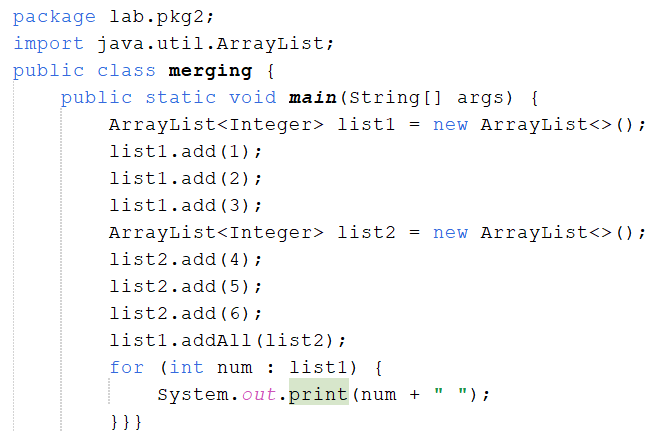 package lab.pkg2;
import java.util.ArrayList;
public class merging {
    public static void main(String[] args) {
        ArrayList<Integer> list1 = new ArrayList<>();
        list1.add(1);
        list1.add(2);
        list1.add(3);
        ArrayList<Integer> list2 = new ArrayList<>();
        list2.add(4);
        list2.add(5);
        list2.add(6);
        list1.addAll(list2);
        for (int num : list1) {
            System.out.print(num + " ");
        }}}